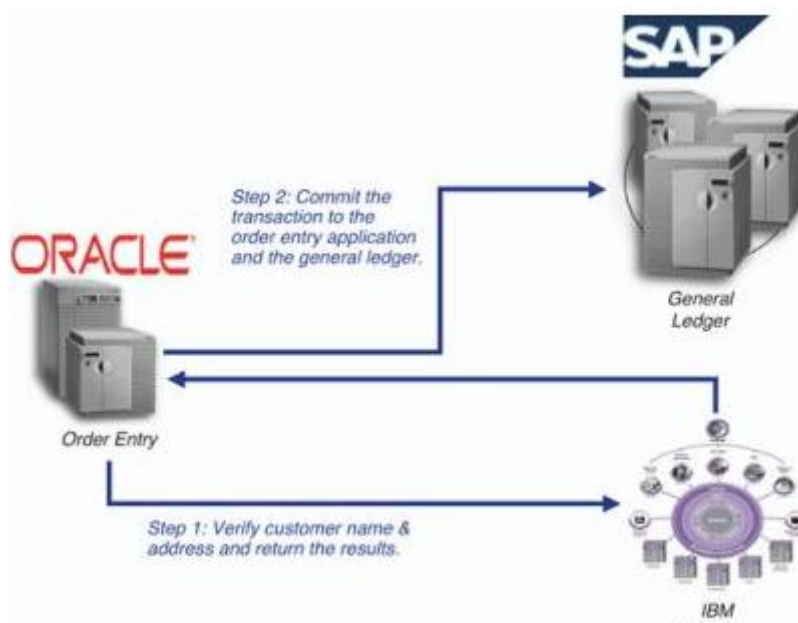 SAP
Step 2: Commit the
transaction to the
order entry application
and the general ledger.
ORACLE
General
Ledger
Order Entry
Step 1: Verify customer name &
address and return the results.
IBM